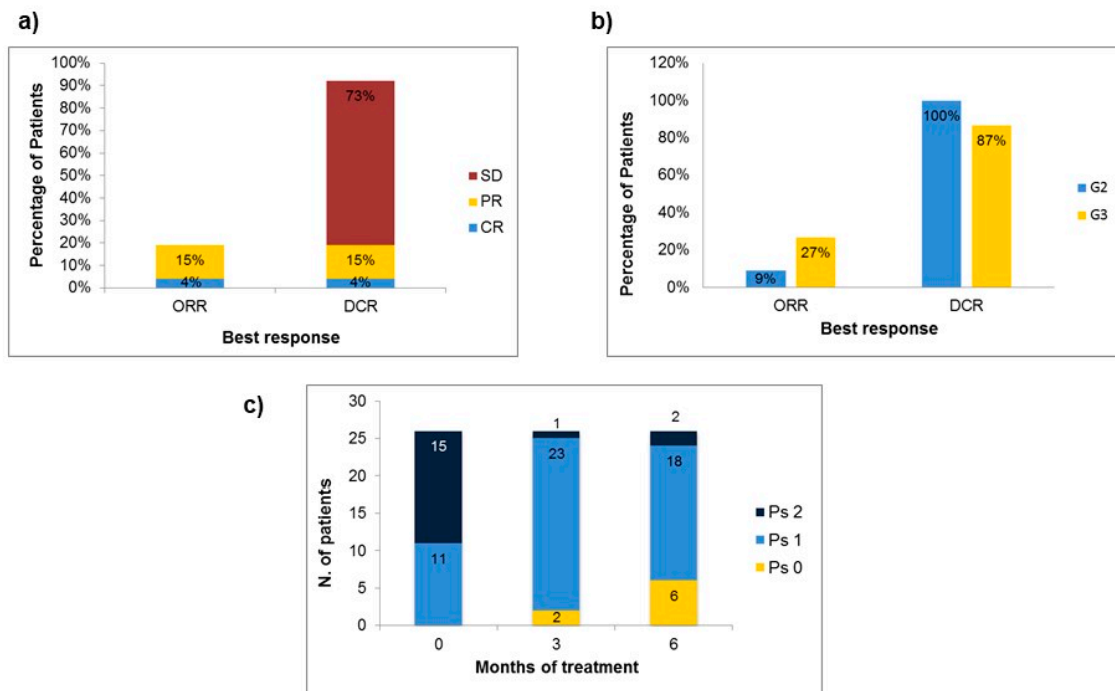 a)
100%
90%
80%
70%
60%
50%
40%
30%
20%
10%
0%
Percentage of Patients
73%
15%
4%
15%
4%
ORR
DCR
Best response
SD
PR
CR
b)
120%
100%
80%
60%
40%
20%
0%
Percentage of Patients
9%
27%
100%
87%
ORR
DCR
Best response
G2
G3
c)
30
25
20
15
10
5
0
N. of patients
15
11
1
23
2
2
18
6
0
3
6
Months of treatment
Ps 2
Ps 1
Ps 0